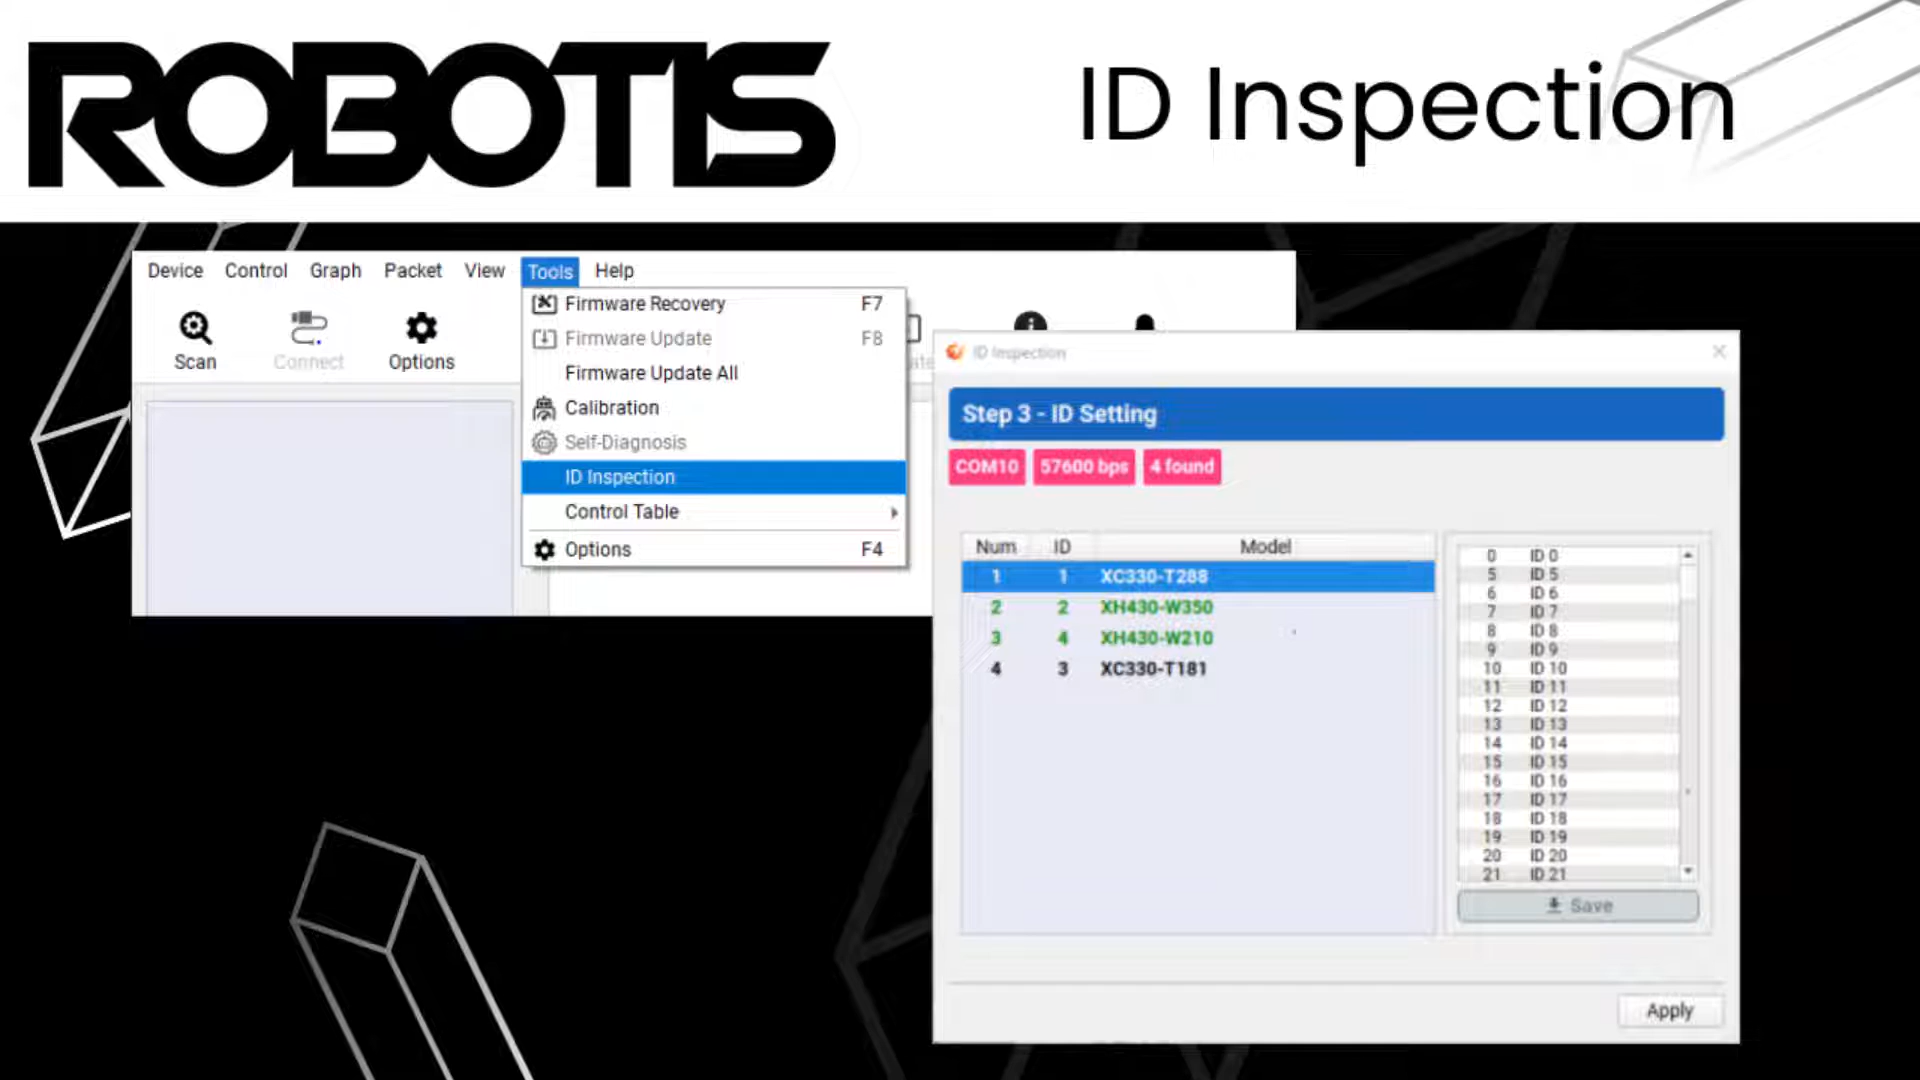 ROBOTIS
ID Inspection
Device Control Graph Packet View Tools Help
Scan Connect Options
Firmware Recovery F7
Firmware Update F8
Firmware Update All
Calibration
Self-Diagnosis
ID Inspection
Control Table
Options F4
ID Inspection
Step 3 - ID Setting
COM10 57600 bps 4 found
Num ID Model
1 1 XC330-T288
2 2 XH430-W350
3 4 XH430-W210
4 3 XC330-T181
0 ID 0
5 ID 5
6 ID 6
7 ID 7
8 ID 8
9 ID 9
10 ID 10
11 ID 11
12 ID 12
13 ID 13
14 ID 14
15 ID 15
16 ID 16
17 ID 17
18 ID 18
19 ID 19
20 ID 20
21 ID 21
Save
Apply